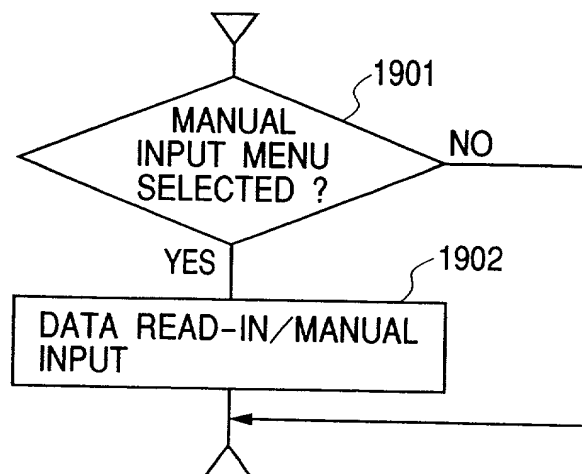 1901
MANUAL
INPUT MENU
SELECTED ?
NO
YES
1902
DATA READ-IN/MANUAL
INPUT